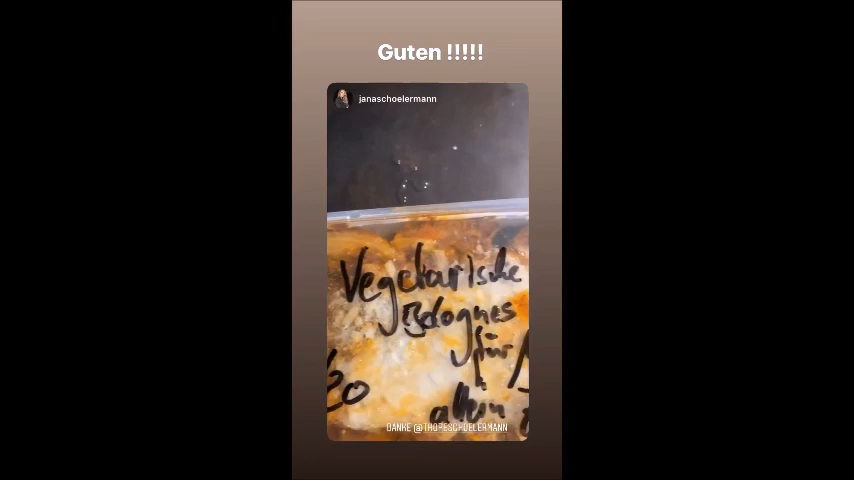 Guten !!!!!
janaschoelermann
Vegetarische
Bolognes
für
allein
DANKE @THORESCHOELERMANN